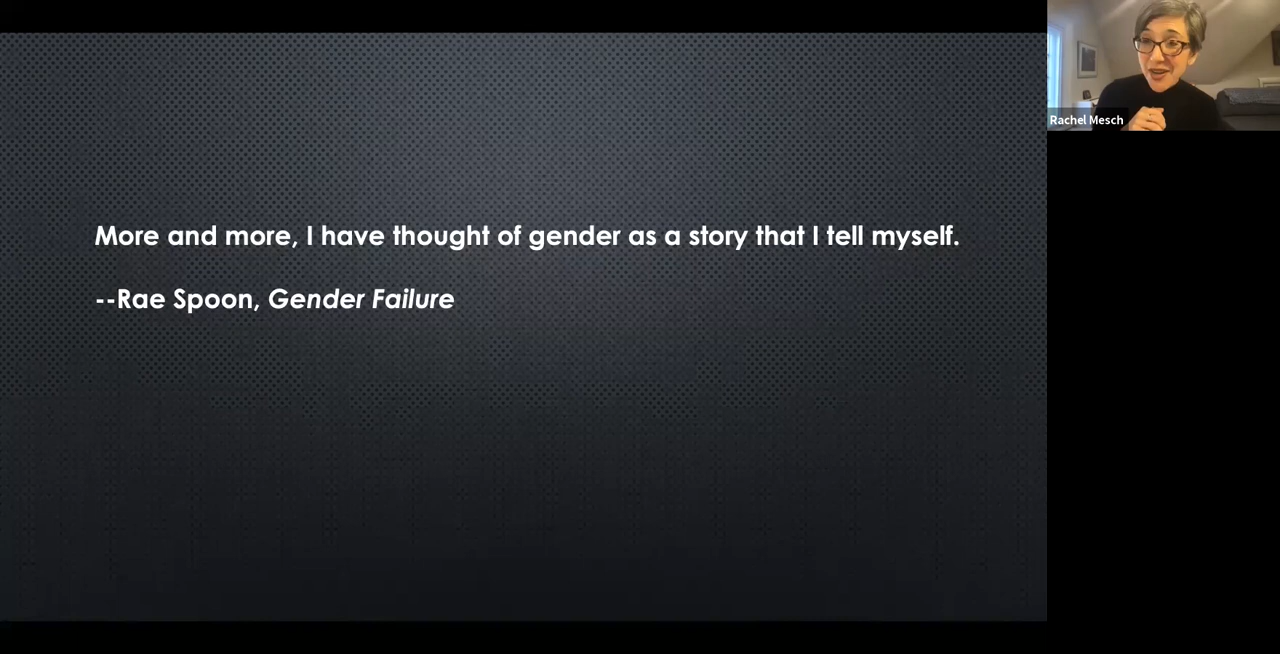 More and more, I have thought of gender as a story that I tell myself.
--Rae Spoon, Gender Failure
Rachel Mesch